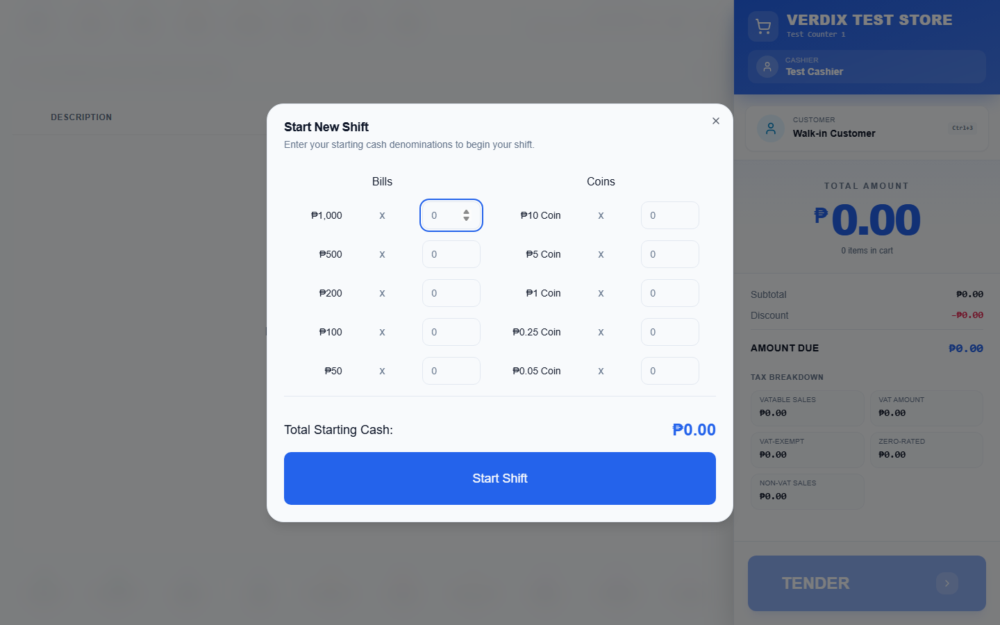 VERDIX TEST STORE
Test Counter 1
CASHIER
Test Cashier
DESCRIPTION
Start New Shift
Enter your starting cash denominations to begin your shift.
Bills
Coins
₱1,000 x 0
₱10 Coin x 0
₱500 x 0
₱5 Coin x 0
₱200 x 0
₱1 Coin x 0
₱100 x 0
₱0.25 Coin x 0
₱50 x 0
₱0.05 Coin x 0
Total Starting Cash: ₱0.00
Start Shift
CUSTOMER
Walk-in Customer
Ctrl+3
TOTAL AMOUNT
₱0.00
0 items in cart
Subtotal ₱0.00
Discount -₱0.00
AMOUNT DUE ₱0.00
TAX BREAKDOWN
VATABLE SALES
₱0.00
VAT AMOUNT
₱0.00
VAT-EXEMPT
₱0.00
ZERO-RATED
₱0.00
NON-VAT SALES
₱0.00
TENDER